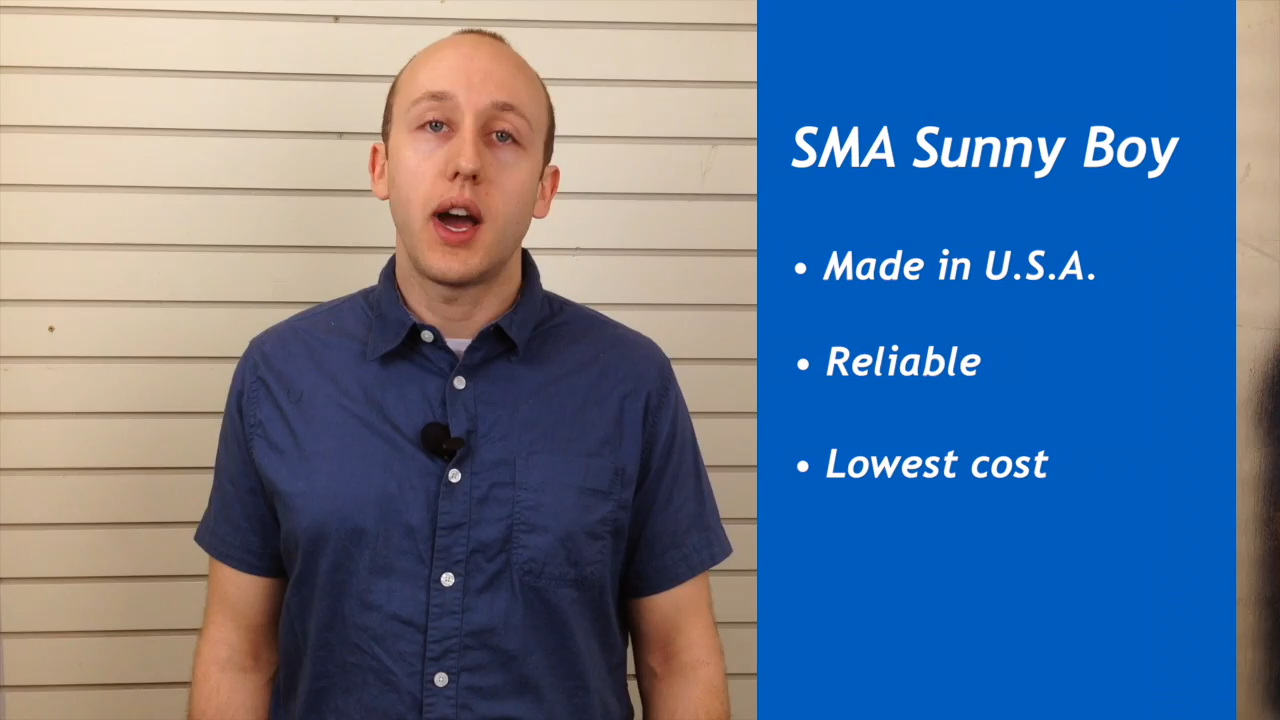 SMA Sunny Boy
• Made in U.S.A.
• Reliable
• Lowest cost